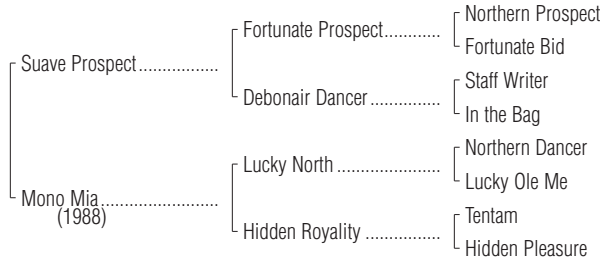 Northern Prospect
Fortunate Prospect............
Fortunate Bid
Suave Prospect.................
Staff Writer
Debonair Dancer...............
In the Bag
Northern Dancer
Lucky North......................
Lucky Ole Me
Mono Mia.........................
(1988)
Tentam
Hidden Royality................
Hidden Pleasure